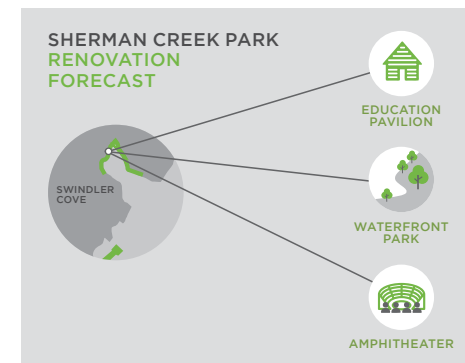 SHERMAN CREEK PARK
RENOVATION
FORECAST
EDUCATION
PAVILION
SWINDLER
COVE
WATERFRONT
PARK
AMPHITHEATER